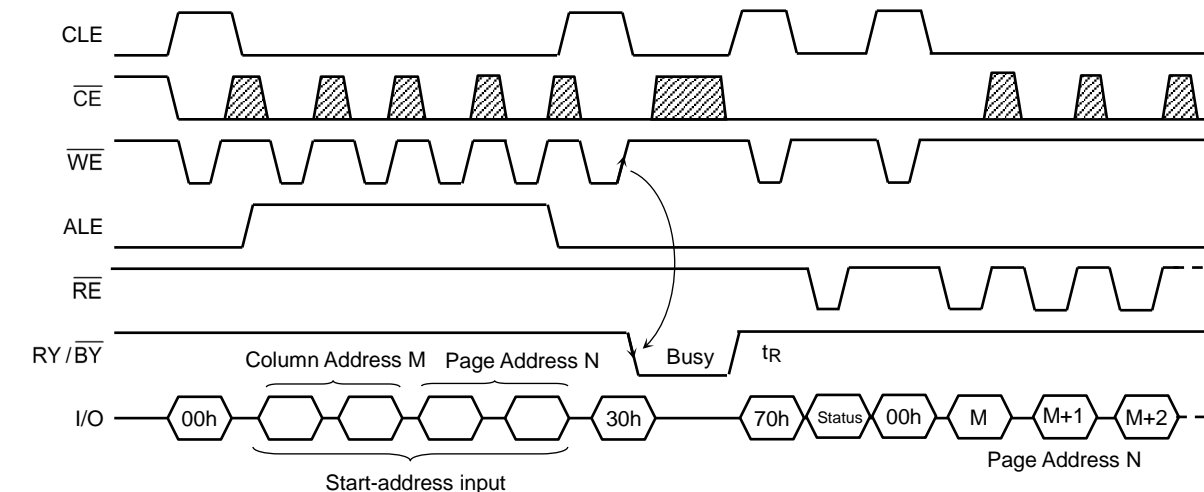 CLE
CE
WE
ALE
RE
RY / BY
Column Address M
Page Address N
Busy
tR
I/O
00h
30h
70h
Status
00h
M
M+1
M+2
Page Address N
Start-address input